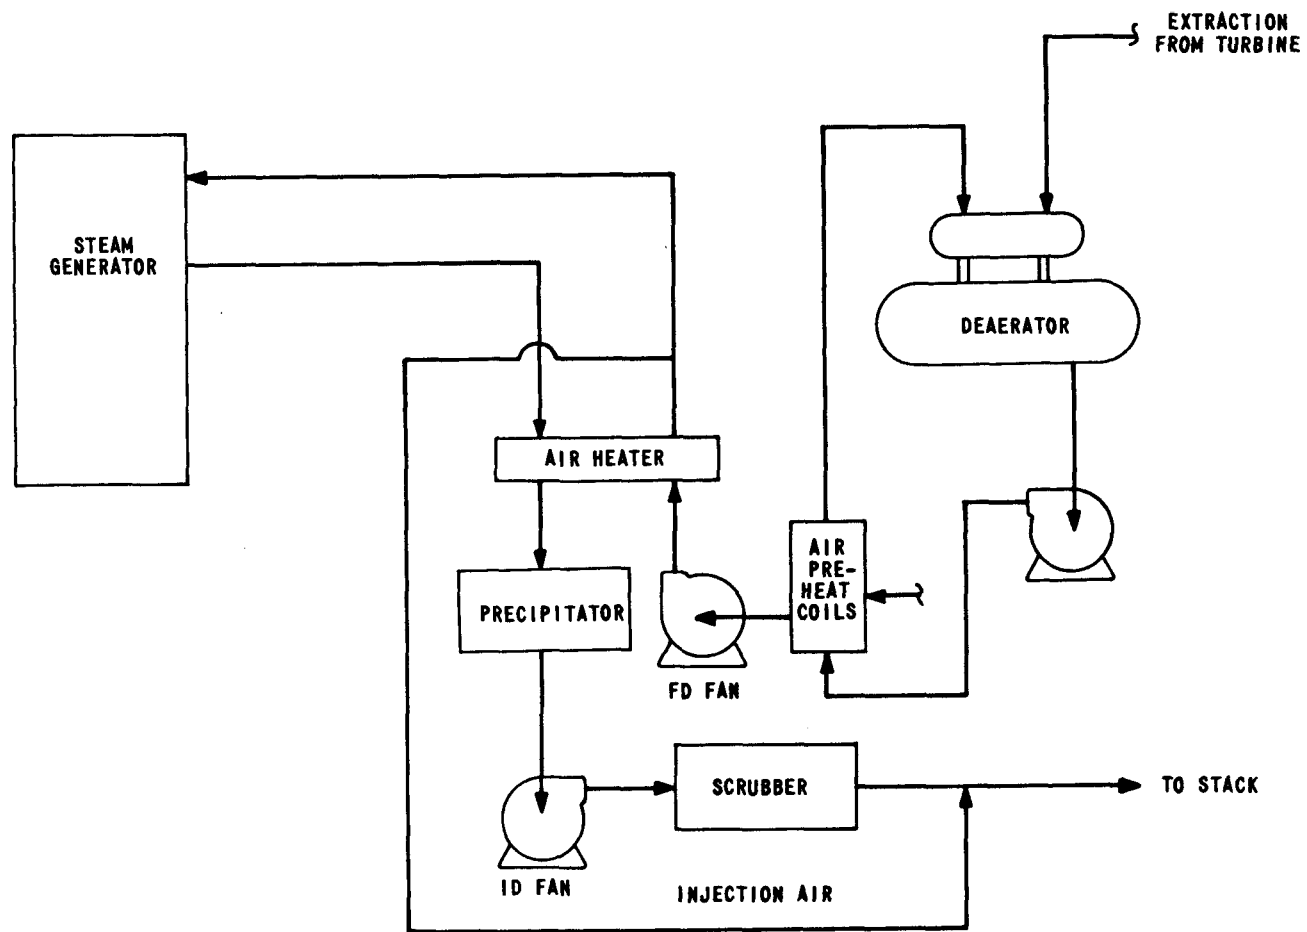 EXTRACTION
FROM TURBINE
STEAM
GENERATOR
DEAERATOR
AIR HEATER
AIR
PRE-
HEAT
COILS
PRECIPITATOR
FD FAN
SCRUBBER
TO STACK
ID FAN
INJECTION AIR